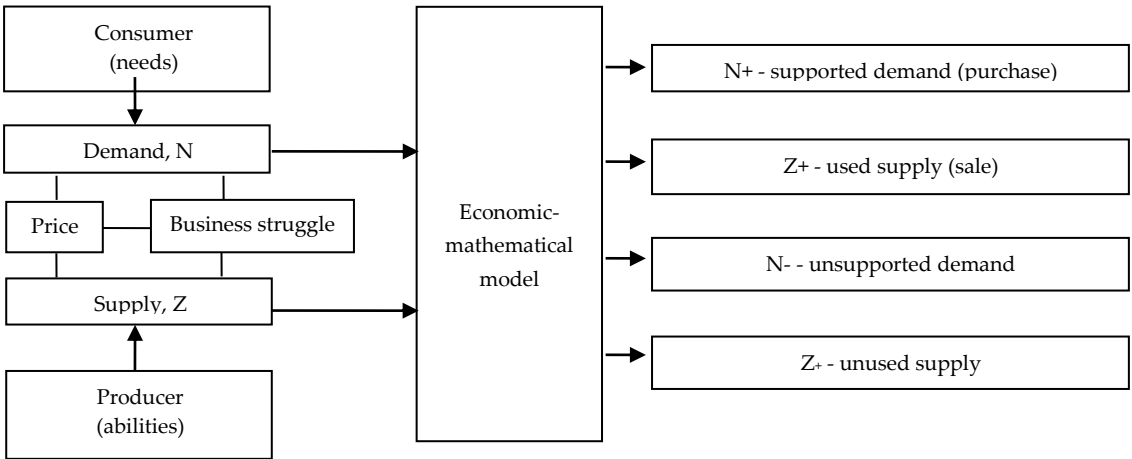 Consumer
(needs)
Demand, N
Price
Business struggle
Supply, Z
Producer
(abilities)
Economic-
mathematical
model
N+ - supported demand (purchase)
Z+ - used supply (sale)
N- - unsupported demand
Z+ - unused supply